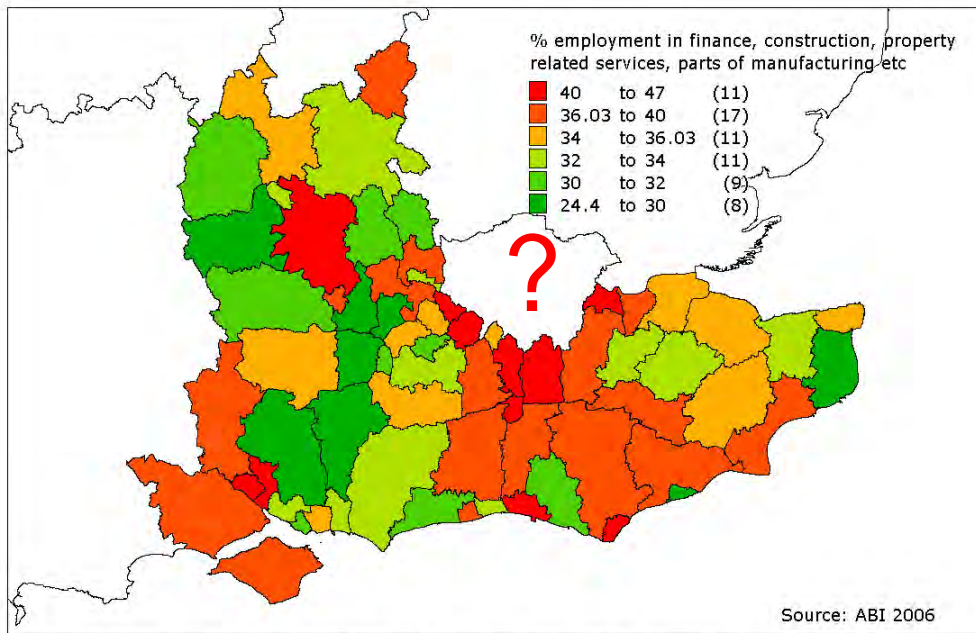 % employment in finance, construction, property
related services, parts of manufacturing etc
40 to 47 (11)
36.03 to 40 (17)
34 to 36.03 (11)
32 to 34 (11)
30 to 32 (9)
24.4 to 30 (8)
?
Source: ABI 2006